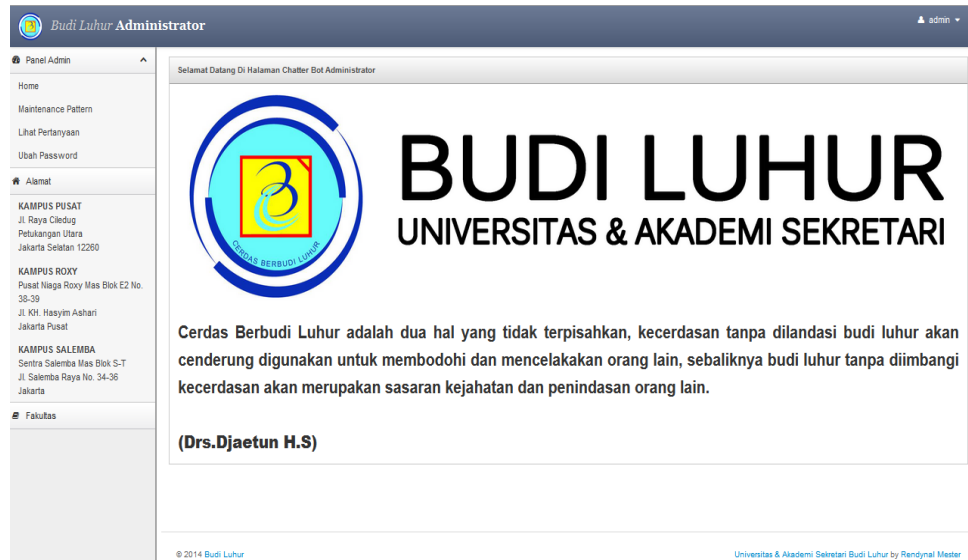 Budi Luhur Administrator
admin
Panel Admin
Home
Maintenance Pattern
Lihat Pertanyaan
Ubah Password
Alamat
KAMPUS PUSAT
Jl. Raya Ciledug
Petukangan Utara
Jakarta Selatan 12260
KAMPUS ROXY
Pusat Niaga Roxy Mas Blok E2 No.
38-39
Jl. KH. Hasyim Ashari
Jakarta Pusat
KAMPUS SALEMBA
Sentra Salemba Mas Blok S-T
Jl. Salemba Raya No. 34-36
Jakarta
Fakultas
Selamat Datang Di Halaman Chatter Bot Administrator
CERDAS BERBUDI LUHUR
BUDI LUHUR
UNIVERSITAS & AKADEMI SEKRETARI
Cerdas Berbudi Luhur adalah dua hal yang tidak terpisahkan, kecerdasan tanpa dilandasi budi luhur akan
cenderung digunakan untuk membodohi dan mencelakakan orang lain, sebaliknya budi luhur tanpa diimbangi
kecerdasan akan merupakan sasaran kejahatan dan penindasan orang lain.
(Drs.Djaetun H.S)
© 2014 Budi Luhur
Universitas & Akademi Sekretari Budi Luhur by Rendynal Mester